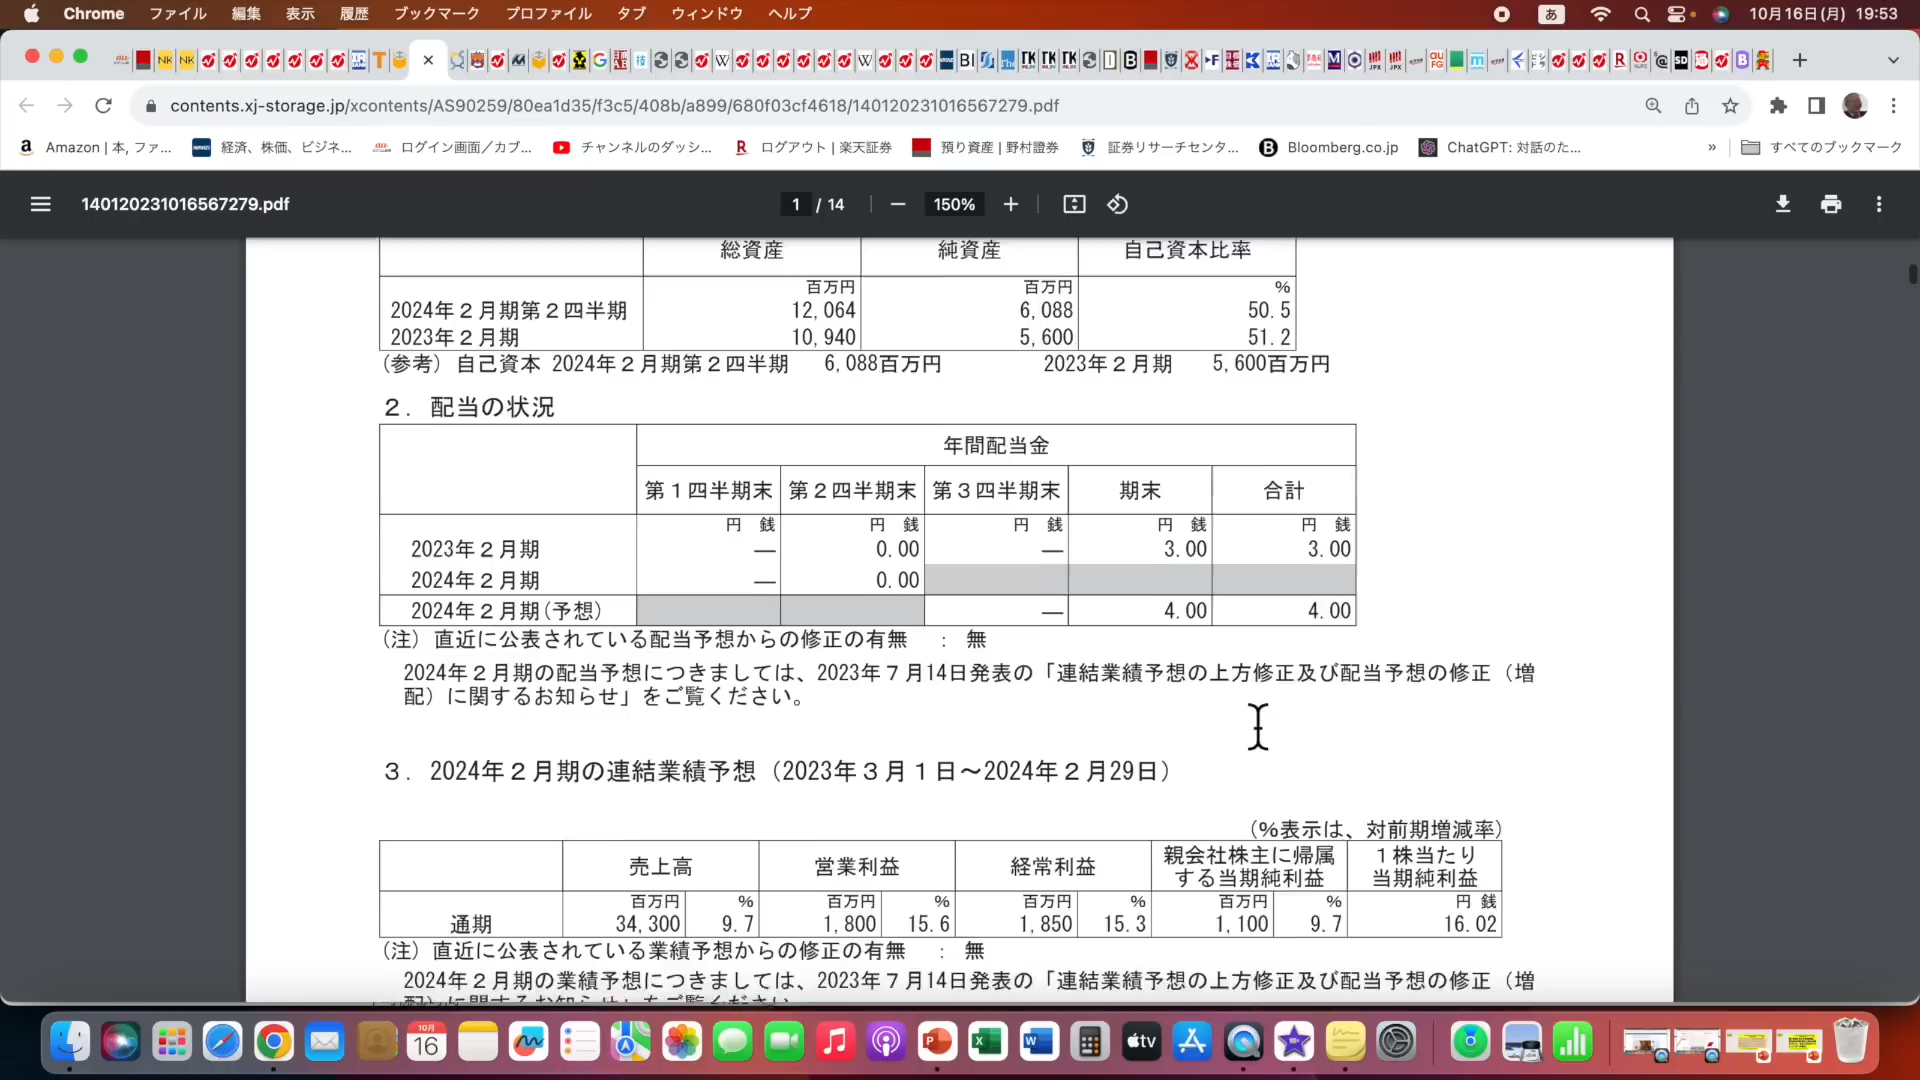 Chrome ファイル 編集 表示 履歴 ブックマーク プロファイル タブ ウィンドウ ヘルプ あ 10月16日(月) 19:53
contents.xj-storage.jp/xcontents/AS90259/80ea1d35/f3c5/408b/a899/680f03cf4618/140120231016567279.pdf
Amazon | 本, ファ... 経済、株価、ビジネ... ログイン画面／カブ... チャンネルのダッシ... ログアウト | 楽天証券 預り資産 | 野村證券 証券リサーチセンタ... Bloomberg.co.jp ChatGPT: 対話のた... » すべてのブックマーク
140120231016567279.pdf 1 / 14 150%
総資産 純資産 自己資本比率
百万円 百万円 %
2024年２月期第２四半期 12,064 6,088 50.5
2023年２月期 10,940 5,600 51.2
(参考) 自己資本 2024年２月期第２四半期 6,088百万円 2023年２月期 5,600百万円
２．配当の状況
年間配当金
第１四半期末 第２四半期末 第３四半期末 期末 合計
円 銭 円 銭 円 銭 円 銭 円 銭
2023年２月期 ― 0.00 ― 3.00 3.00
2024年２月期 ― 0.00
2024年２月期(予想) ― 4.00 4.00
(注) 直近に公表されている配当予想からの修正の有無 ： 無
2024年２月期の配当予想につきましては、2023年７月14日発表の「連結業績予想の上方修正及び配当予想の修正（増
配）に関するお知らせ」をご覧ください。
３．2024年２月期の連結業績予想（2023年３月１日～2024年２月29日）
(％表示は、対前期増減率)
売上高 営業利益 経常利益 親会社株主に帰属する当期純利益 １株当たり当期純利益
百万円 % 百万円 % 百万円 % 百万円 % 円 銭
通期 34,300 9.7 1,800 15.6 1,850 15.3 1,100 9.7 16.02
(注) 直近に公表されている業績予想からの修正の有無 ： 無
2024年２月期の業績予想につきましては、2023年７月14日発表の「連結業績予想の上方修正及び配当予想の修正（増
配）に関するお知らせ」をご覧ください。
10月
16
tv